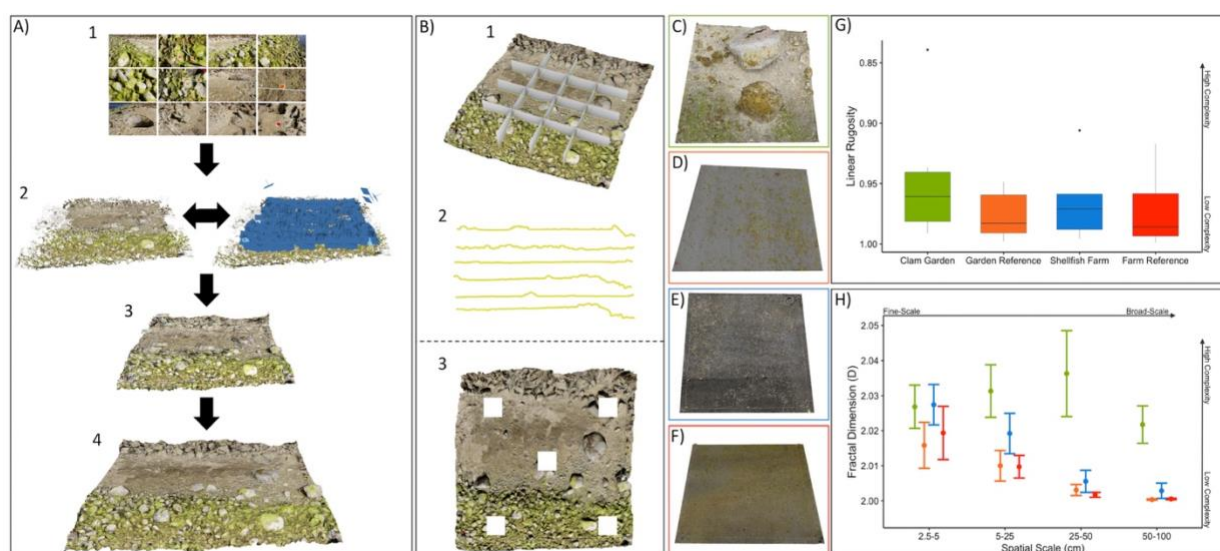 A)
1
2
3
4
B)
1
2
3
C)
D)
E)
F)
G)
0.85
0.90
0.95
1.00
Linear Rugosity
High Complexity
Low Complexity
Clam Garden Garden Reference Shellfish Farm Farm Reference
H)
Fine-Scale Broad-Scale
2.05
2.04
2.03
2.02
2.01
2.00
Fractal Dimension (D)
High Complexity
Low Complexity
2.5-5 5-25 25-50 50-100
Spatial Scale (cm)